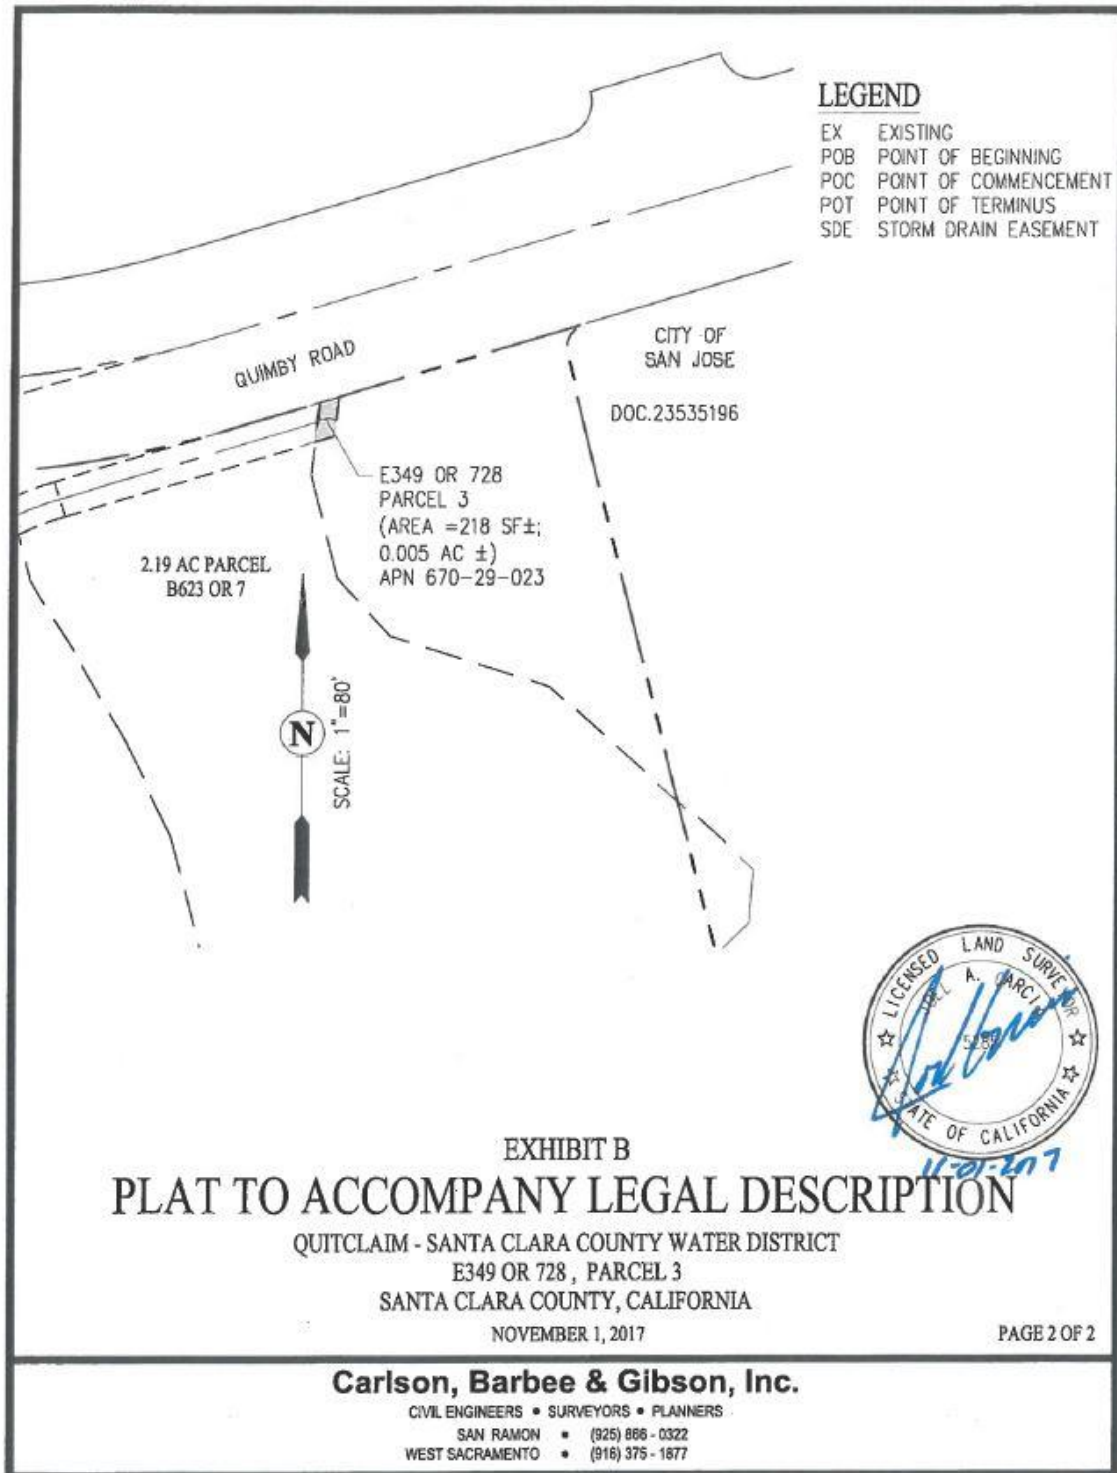 LEGEND
EX EXISTING
POB POINT OF BEGINNING
POC POINT OF COMMENCEMENT
POT POINT OF TERMINUS
SDE STORM DRAIN EASEMENT
QUIMBY ROAD
CITY OF
SAN JOSE
DOC.23535196
E349 OR 728
PARCEL 3
(AREA =218 SF±;
0.005 AC ±)
APN 670-29-023
2.19 AC PARCEL
B623 OR 7
N
SCALE: 1"=80'
LICENSED LAND SURVEYOR
JOEL A. GARCIA
STATE OF CALIFORNIA
11-01-2017
EXHIBIT B
PLAT TO ACCOMPANY LEGAL DESCRIPTION
QUITCLAIM - SANTA CLARA COUNTY WATER DISTRICT
E349 OR 728 , PARCEL 3
SANTA CLARA COUNTY, CALIFORNIA
NOVEMBER 1, 2017
PAGE 2 OF 2
Carlson, Barbee & Gibson, Inc.
CIVIL ENGINEERS • SURVEYORS • PLANNERS
SAN RAMON • (925) 866 - 0322
WEST SACRAMENTO • (916) 375 - 1877